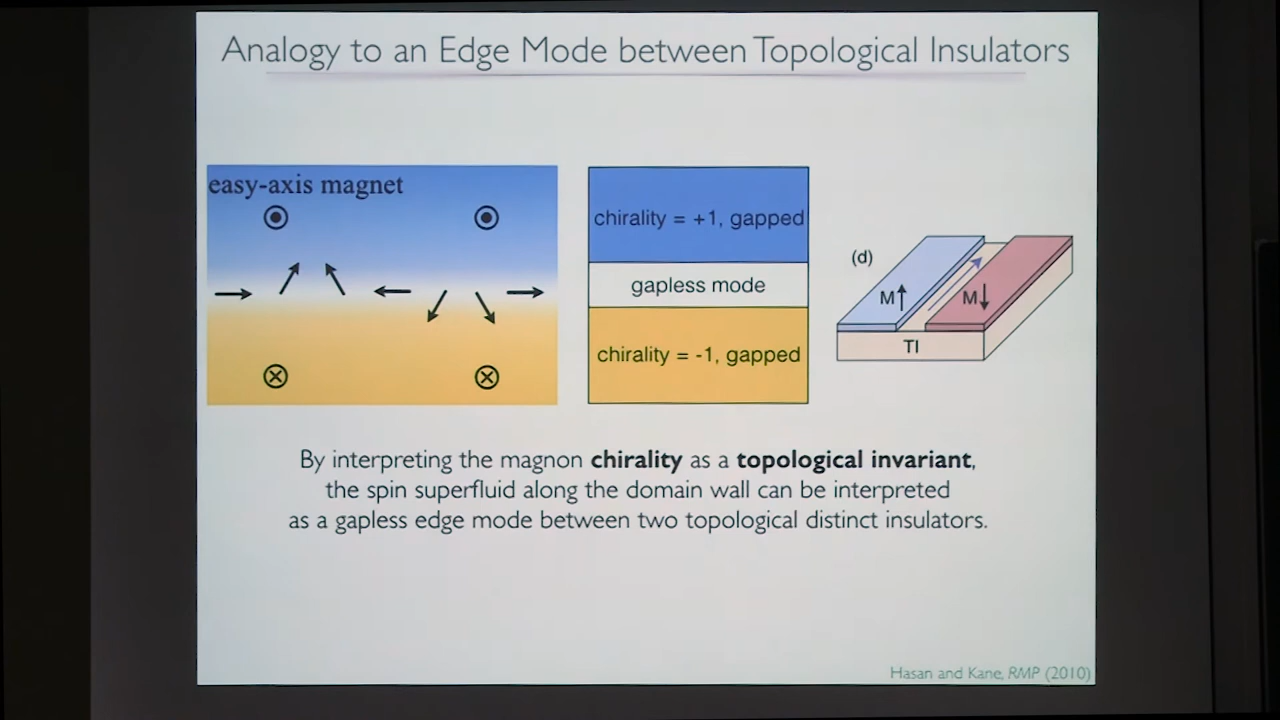 Analogy to an Edge Mode between Topological Insulators
easy-axis magnet
chirality = +1, gapped
gapless mode
chirality = -1, gapped
(d)
M↑
M↓
TI
By interpreting the magnon chirality as a topological invariant,
the spin superfluid along the domain wall can be interpreted
as a gapless edge mode between two topological distinct insulators.
Hasan and Kane, RMP (2010)